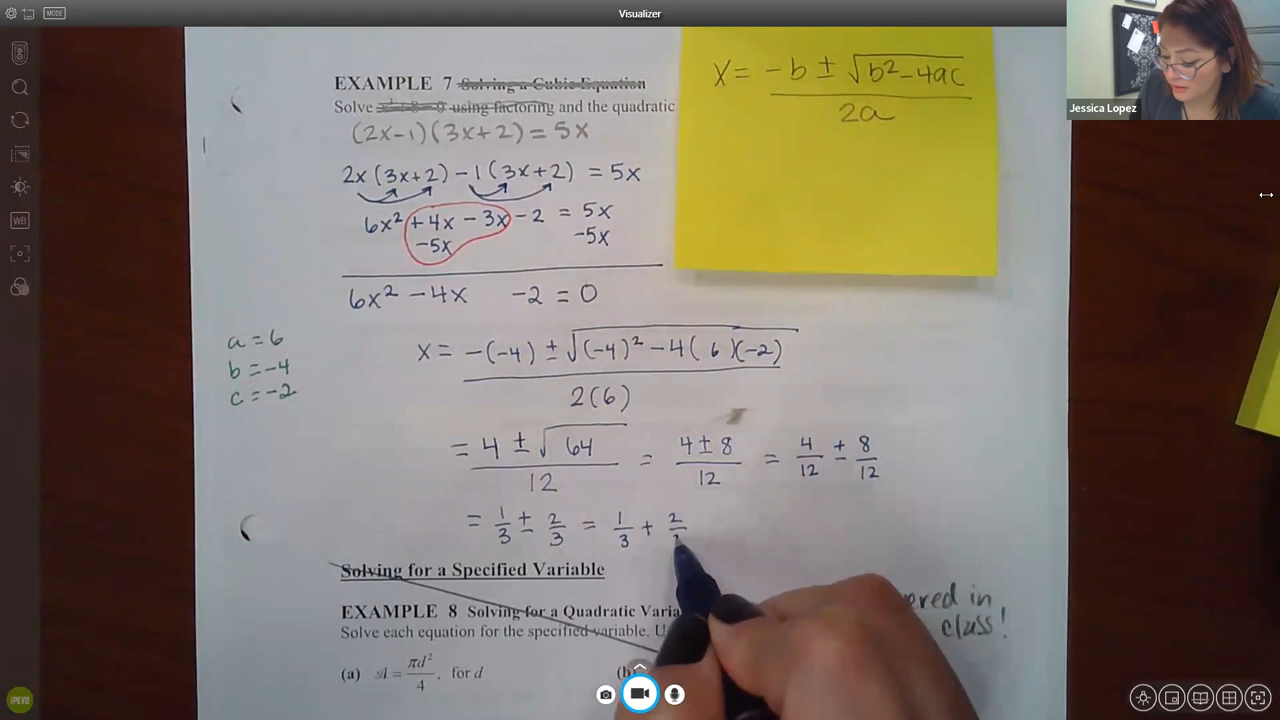 MODE
Visualizer
Jessica Lopez
EXAMPLE 7 Solving a Cubic Equation
Solve using factoring and the quadratic
(2x-1)(3x+2) = 5x
2x(3x+2) -1(3x+2) = 5x
6x² +4x - 3x -2 = 5x
-5x -5x
6x² - 4x -2 = 0
x = -b ± √b²-4ac
2a
a = 6
b = -4
c = -2
x = -(-4) ± √(-4)² - 4(6)(-2)
2(6)
= 4 ± √64 = 4 ± 8 = 4 ± 8
12 12 12 12
= 1 ± 2 = 1 + 2
3 3 3
Solving for a Specified Variable
EXAMPLE 8 Solving for a Quadratic Varia
Solve each equation for the specified variable. U
ered in
class!
(a) 𝒜 = πd²/4, for d
(b)
IPEVO